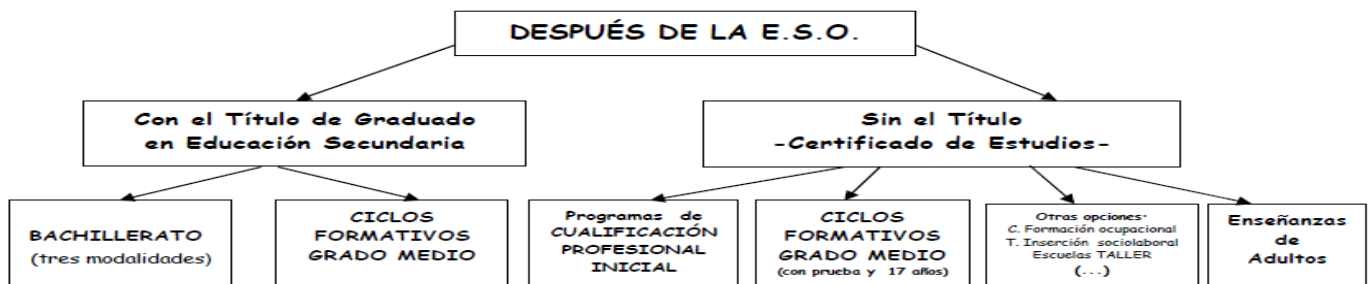 DESPUÉS DE LA E.S.O.
Con el Título de Graduado
en Educación Secundaria
Sin el Título
-Certificado de Estudios-
BACHILLERATO
(tres modalidades)
CICLOS
FORMATIVOS
GRADO MEDIO
Programas de
CUALIFICACIÓN
PROFESIONAL
INICIAL
CICLOS
FORMATIVOS
GRADO MEDIO
(con prueba y 17 años)
Otras opciones-
C. Formación ocupacional
T. Inserción sociolaboral
Escuelas TALLER
(...)
Enseñanzas
de
Adultos